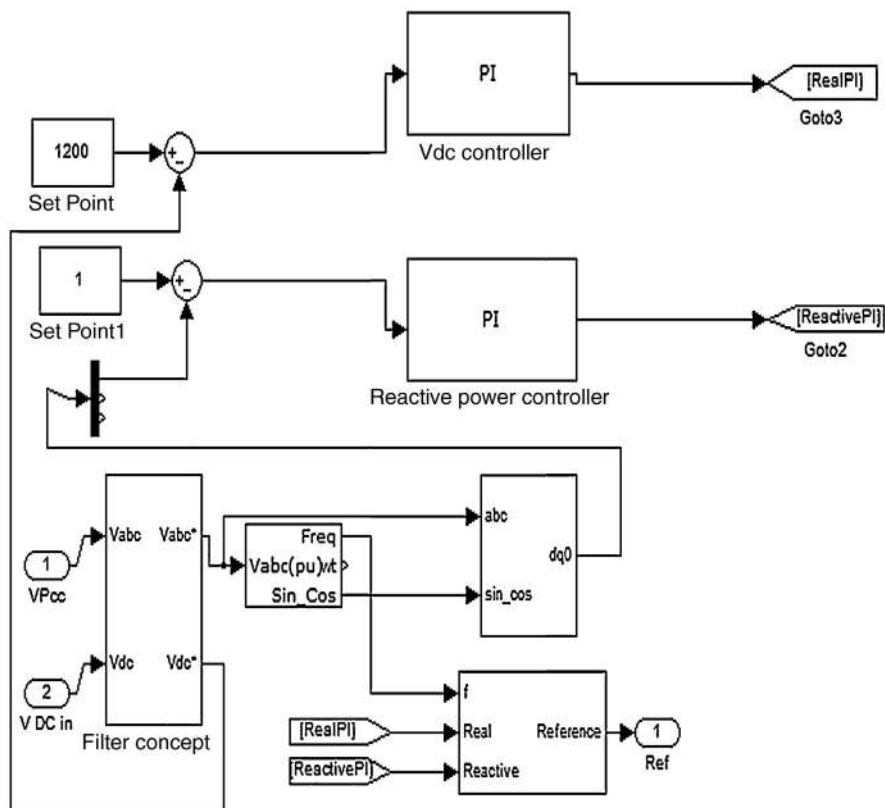 PI
[RealPI]
Goto3
Vdc controller
1200
+
-
Set Point
1
+
-
Set Point1
PI
[ReactivePI]
Goto2
Reactive power controller
Vabc
Vabc*
1
VPcc
Vdc
Vdc*
2
V DC in
Filter concept
Freq
Vabc(pu)
wt
Sin_Cos
abc
dq0
sin_cos
f
[RealPI]
Real
Reference
1
Ref
[ReactivePI]
Reactive